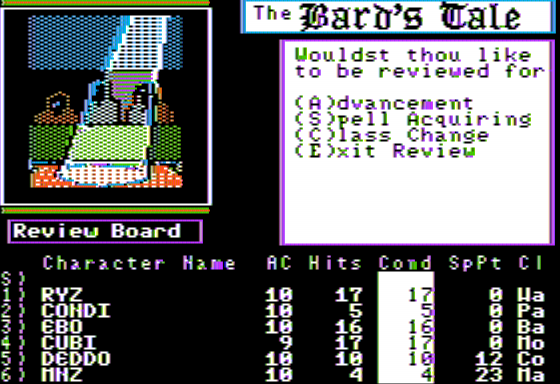 The Bard's Tale
Wouldst thou like
to be reviewed for
(A)dvancement
(S)pell Acquiring
(C)lass Change
(E)xit Review
Review Board
Character Name AC Hits Cond SpPt Cl
S)
1) RYZ 10 17 17 0 Wa
2) CONDI 10 5 5 0 Pa
3) EBO 10 16 16 0 Ba
4) CUBI 9 17 17 0 Mo
5) DEDDO 10 10 10 12 Co
6) MNZ 10 4 4 23 Ma